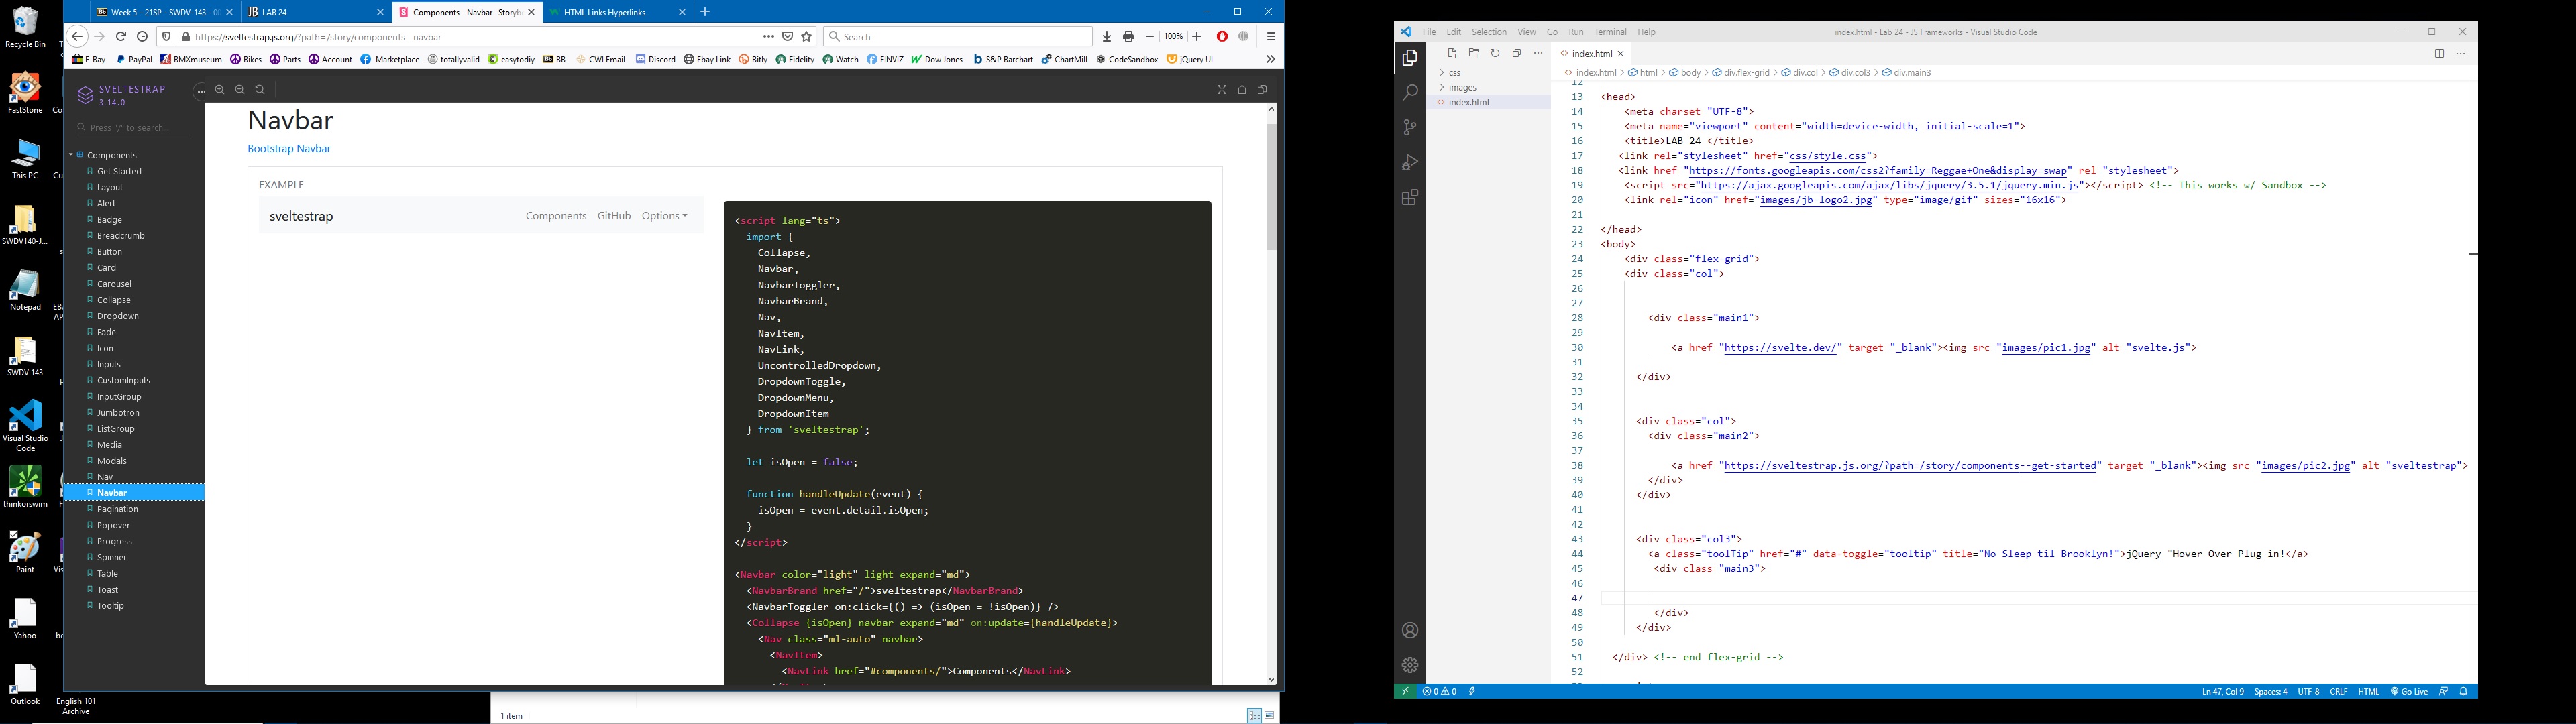 Recycle Bin
FastStone
This PC
SWDV140-J...
Notepad
SWDV 143
Visual Studio
Code
thinkorswim
Paint
Yahoo
Outlook
English 101
Archive
Week 5 – 21SP - SWDV-143 - 00
LAB 24
Components - Navbar · Storyb
HTML Links Hyperlinks
https://sveltestrap.js.org/?path=/story/components--navbar
100%
Search
E-Bay PayPal BMXmuseum Bikes Parts Account Marketplace totallyvalid easytodiy BB CWI Email Discord Ebay Link Bitly Fidelity Watch FINVIZ Dow Jones S&P Barchart ChartMill CodeSandbox jQuery UI
SVELTESTRAP
3.14.0
Press "/" to search...
Components
Get Started
Layout
Alert
Badge
Breadcrumb
Button
Card
Carousel
Collapse
Dropdown
Fade
Icon
Inputs
CustomInputs
InputGroup
Jumbotron
ListGroup
Media
Modals
Nav
Navbar
Pagination
Popover
Progress
Spinner
Table
Toast
Tooltip
Navbar
Bootstrap Navbar
EXAMPLE
sveltestrap Components GitHub Options
<script lang="ts">
import {
Collapse,
Navbar,
NavbarToggler,
NavbarBrand,
Nav,
NavItem,
NavLink,
UncontrolledDropdown,
DropdownToggle,
DropdownMenu,
DropdownItem
} from 'sveltestrap';
let isOpen = false;
function handleUpdate(event) {
isOpen = event.detail.isOpen;
}
</script>
<Navbar color="light" light expand="md">
<NavbarBrand href="/">sveltestrap</NavbarBrand>
<NavbarToggler on:click={() => (isOpen = !isOpen)} />
<Collapse {isOpen} navbar expand="md" on:update={handleUpdate}>
<Nav class="ml-auto" navbar>
<NavItem>
<NavLink href="#components/">Components</NavLink>
1 item
File Edit Selection View Go Run Terminal Help
index.html - Lab 24 - JS Frameworks - Visual Studio Code
css
images
index.html
index.html
index.html > html > body > div.flex-grid > div.col > div.col3 > div.main3
12
13 <head>
14 <meta charset="UTF-8">
15 <meta name="viewport" content="width=device-width, initial-scale=1">
16 <title>LAB 24 </title>
17 <link rel="stylesheet" href="css/style.css">
18 <link href="https://fonts.googleapis.com/css2?family=Reggae+One&display=swap" rel="stylesheet">
19 <script src="https://ajax.googleapis.com/ajax/libs/jquery/3.5.1/jquery.min.js"></script> <!-- This works w/ Sandbox -->
20 <link rel="icon" href="images/jb-logo2.jpg" type="image/gif" sizes="16x16">
21
22 </head>
23 <body>
24 <div class="flex-grid">
25 <div class="col">
26
27
28 <div class="main1">
29
30 <a href="https://svelte.dev/" target="_blank"><img src="images/pic1.jpg" alt="svelte.js">
31
32 </div>
33
34
35 <div class="col">
36 <div class="main2">
37
38 <a href="https://sveltestrap.js.org/?path=/story/components--get-started" target="_blank"><img src="images/pic2.jpg" alt="sveltestrap">
39 </div>
40 </div>
41
42
43 <div class="col3">
44 <a class="toolTip" href="#" data-toggle="tooltip" title="No Sleep til Brooklyn!">jQuery "Hover-Over Plug-in!</a>
45 <div class="main3">
46
47
48 </div>
49 </div>
50
51 </div> <!-- end flex-grid -->
52
0 0
Ln 47, Col 9 Spaces: 4 UTF-8 CRLF HTML Go Live